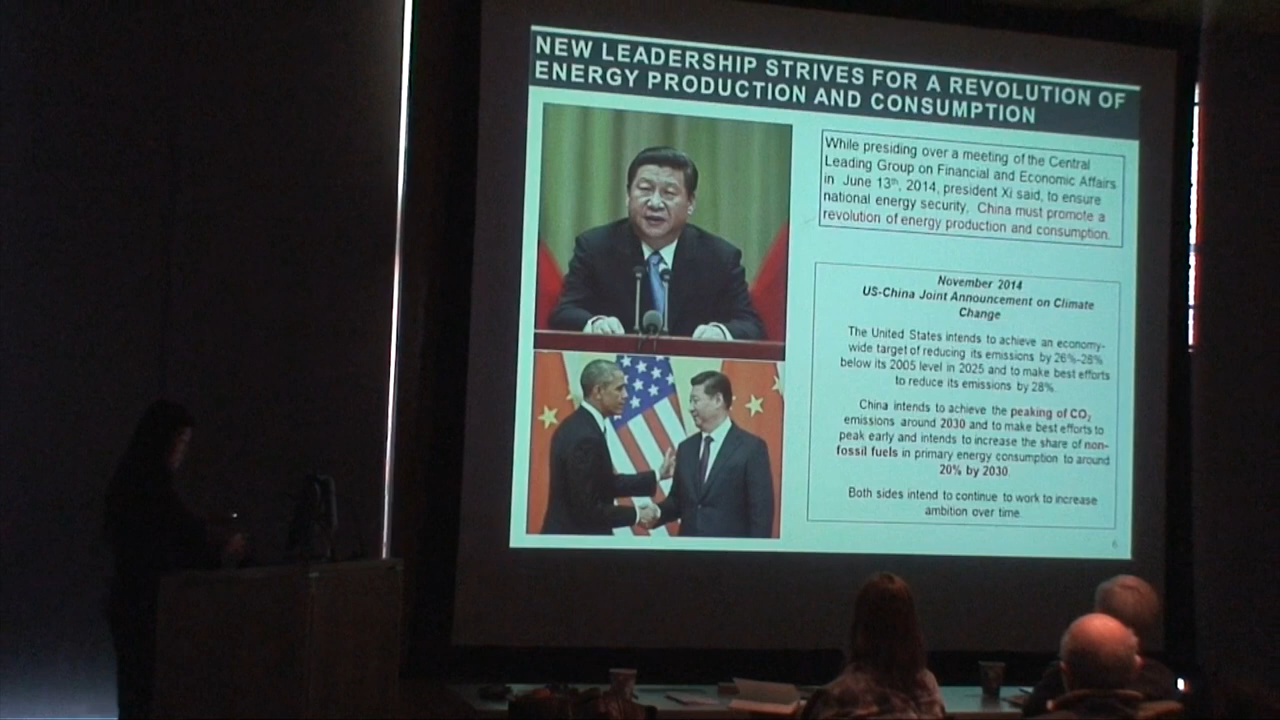 NEW LEADERSHIP STRIVES FOR A REVOLUTION OF
ENERGY PRODUCTION AND CONSUMPTION
While presiding over a meeting of the Central
Leading Group on Financial and Economic Affairs
in June 13th, 2014, president Xi said, to ensure
national energy security, China must promote a
revolution of energy production and consumption.
November 2014
US-China Joint Announcement on Climate
Change
The United States intends to achieve an economy-
wide target of reducing its emissions by 26%-28%
below its 2005 level in 2025 and to make best efforts
to reduce its emissions by 28%.
China intends to achieve the peaking of CO2
emissions around 2030 and to make best efforts to
peak early and intends to increase the share of non-
fossil fuels in primary energy consumption to around
20% by 2030.
Both sides intend to continue to work to increase
ambition over time.
6